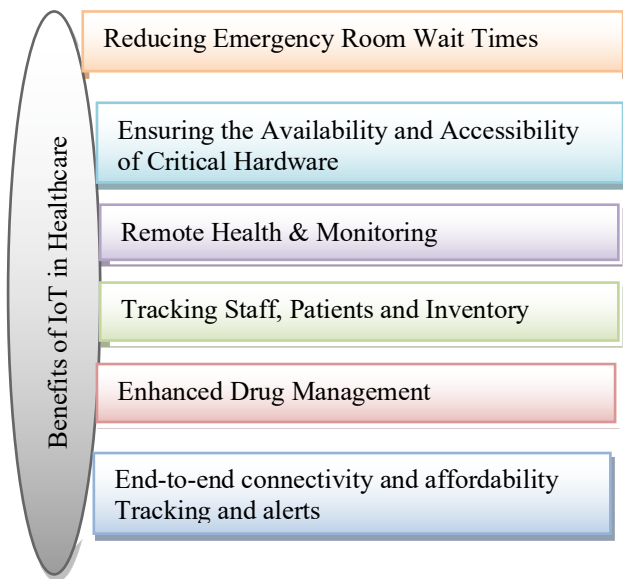 Benefits of IoT in Healthcare
Reducing Emergency Room Wait Times
Ensuring the Availability and Accessibility
of Critical Hardware
Remote Health & Monitoring
Tracking Staff, Patients and Inventory
Enhanced Drug Management
End-to-end connectivity and affordability
Tracking and alerts